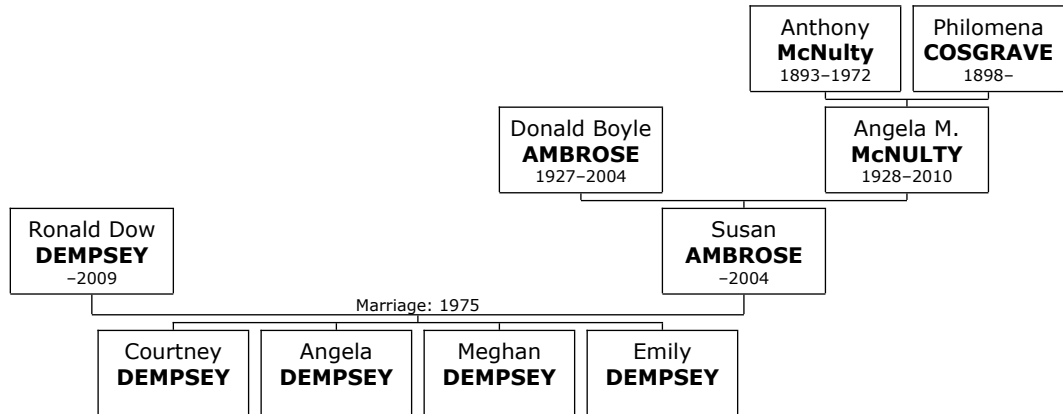 Anthony
McNulty
1893–1972
Philomena
COSGRAVE
1898–
Donald Boyle
AMBROSE
1927–2004
Angela M.
McNULTY
1928–2010
Ronald Dow
DEMPSEY
–2009
Susan
AMBROSE
–2004
Marriage: 1975
Courtney
DEMPSEY
Angela
DEMPSEY
Meghan
DEMPSEY
Emily
DEMPSEY